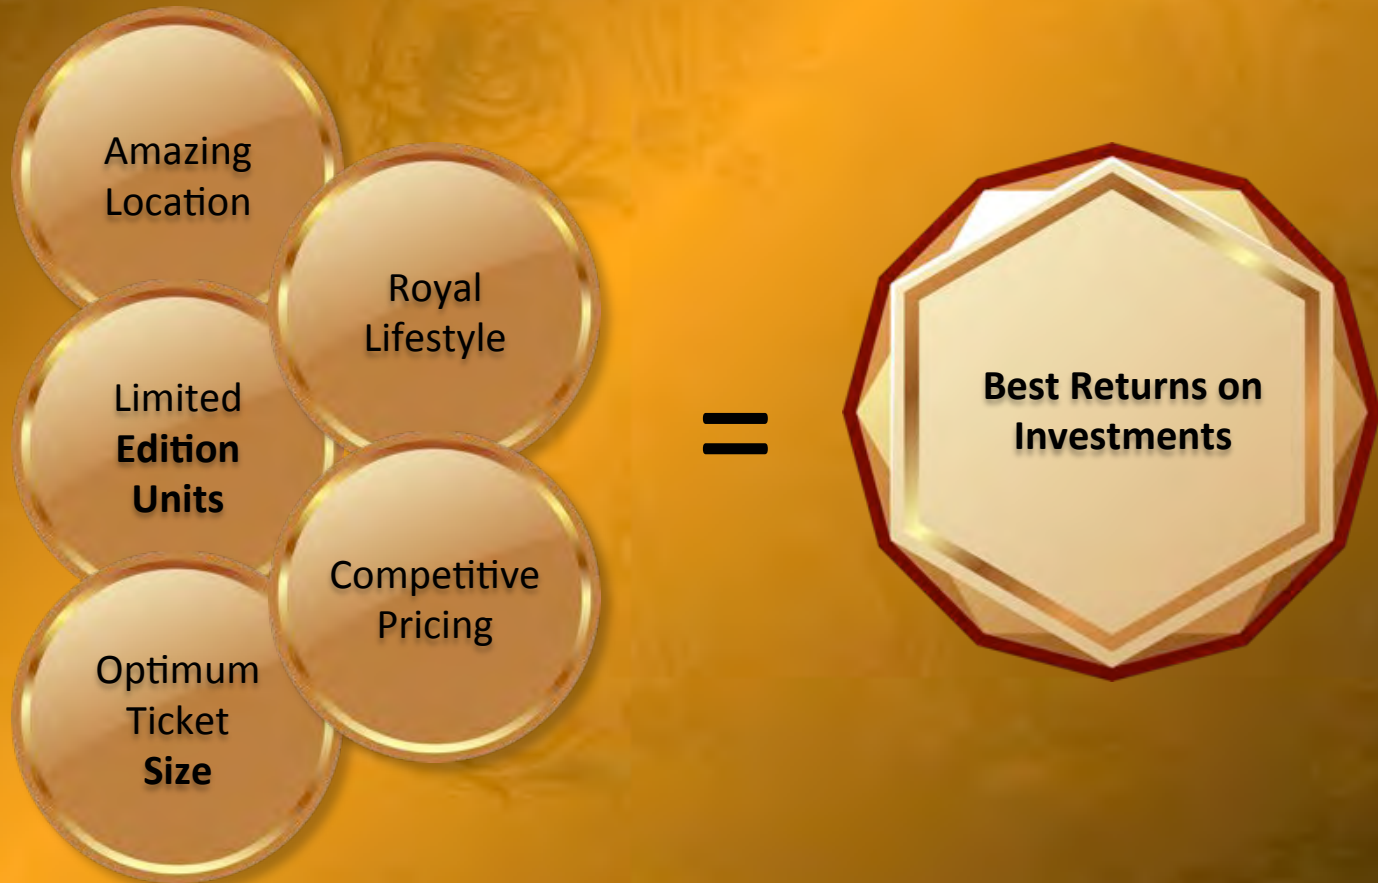 Amazing
Location
Royal
Lifestyle
Limited
Edition
Units
Competitive
Pricing
Optimum
Ticket
Size
=
Best Returns on
Investments